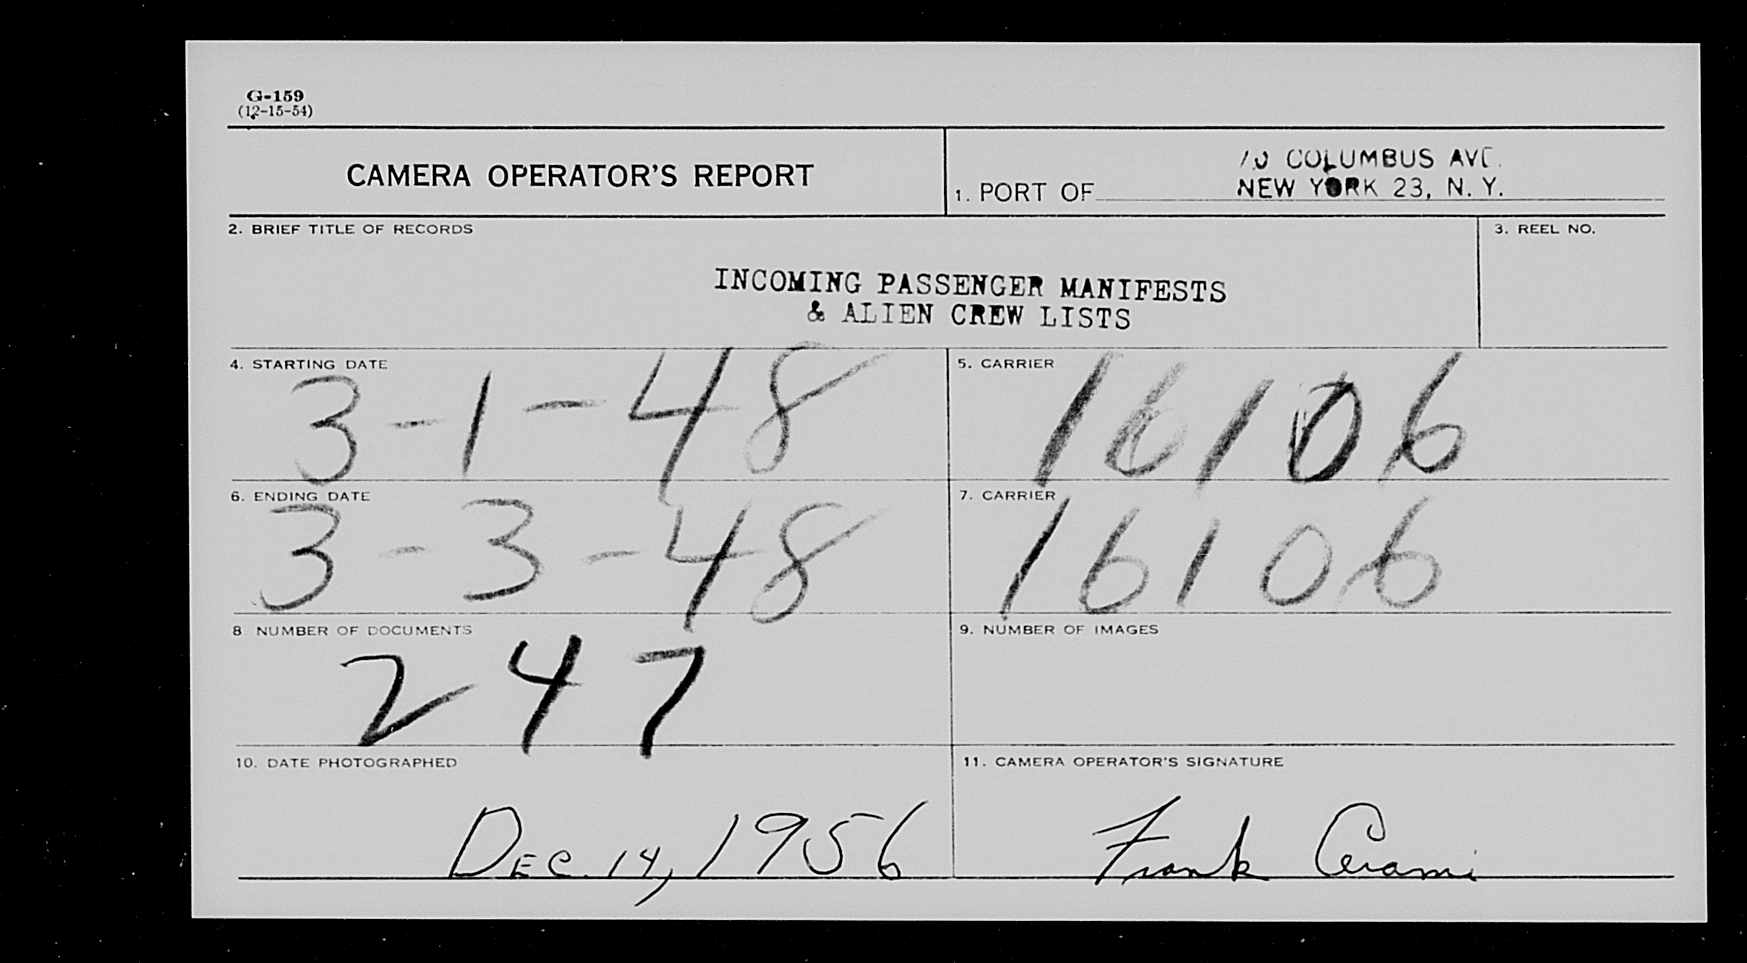 G-159
(12-15-54)
CAMERA OPERATOR'S REPORT
1. PORT OF
70 COLUMBUS AVE.
NEW YORK 23, N. Y.
2. BRIEF TITLE OF RECORDS
3. REEL NO.
INCOMING PASSENGER MANIFESTS
& ALIEN CREW LISTS
4. STARTING DATE
3-1-48
5. CARRIER
16106
6. ENDING DATE
3-3-48
7. CARRIER
16106
8 NUMBER OF DOCUMENTS
247
9. NUMBER OF IMAGES
10. DATE PHOTOGRAPHED
DEC. 14, 1956
11. CAMERA OPERATOR'S SIGNATURE
Frank Cerami